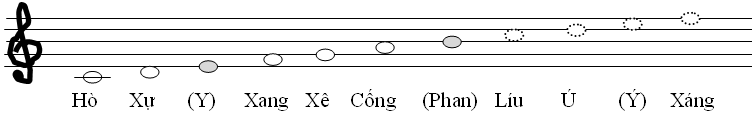 Hò Xự (Y) Xang Xê Cống (Phan) Líu Ú (Ý) Xáng